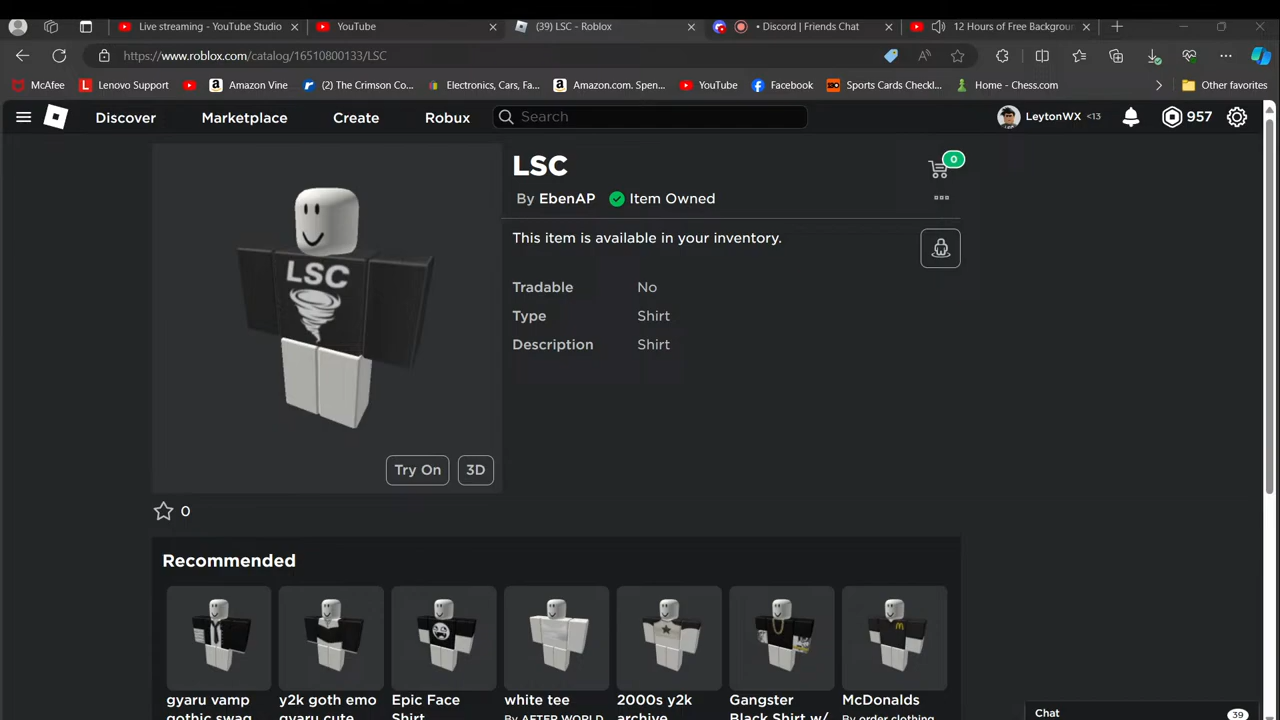 Live streaming - YouTube Studio
YouTube
(39) LSC - Roblox
• Discord | Friends Chat
12 Hours of Free Backgroun
https://www.roblox.com/catalog/16510800133/LSC
McAfee
Lenovo Support
Amazon Vine
(2) The Crimson Co...
Electronics, Cars, Fa...
Amazon.com. Spen...
YouTube
Facebook
Sports Cards Checkl...
Home - Chess.com
Other favorites
Discover
Marketplace
Create
Robux
Search
LeytonWX <13
957
LSC
0
By EbenAP
Item Owned
This item is available in your inventory.
Tradable No
Type Shirt
Description Shirt
LSC
Try On
3D
0
Recommended
gyaru vamp
gothic swag
y2k goth emo
gyaru cute
Epic Face
Shirt
white tee
By AFTER WORLD
2000s y2k
archive
Gangster
Black Shirt w/
McDonalds
By order clothing
Chat
39